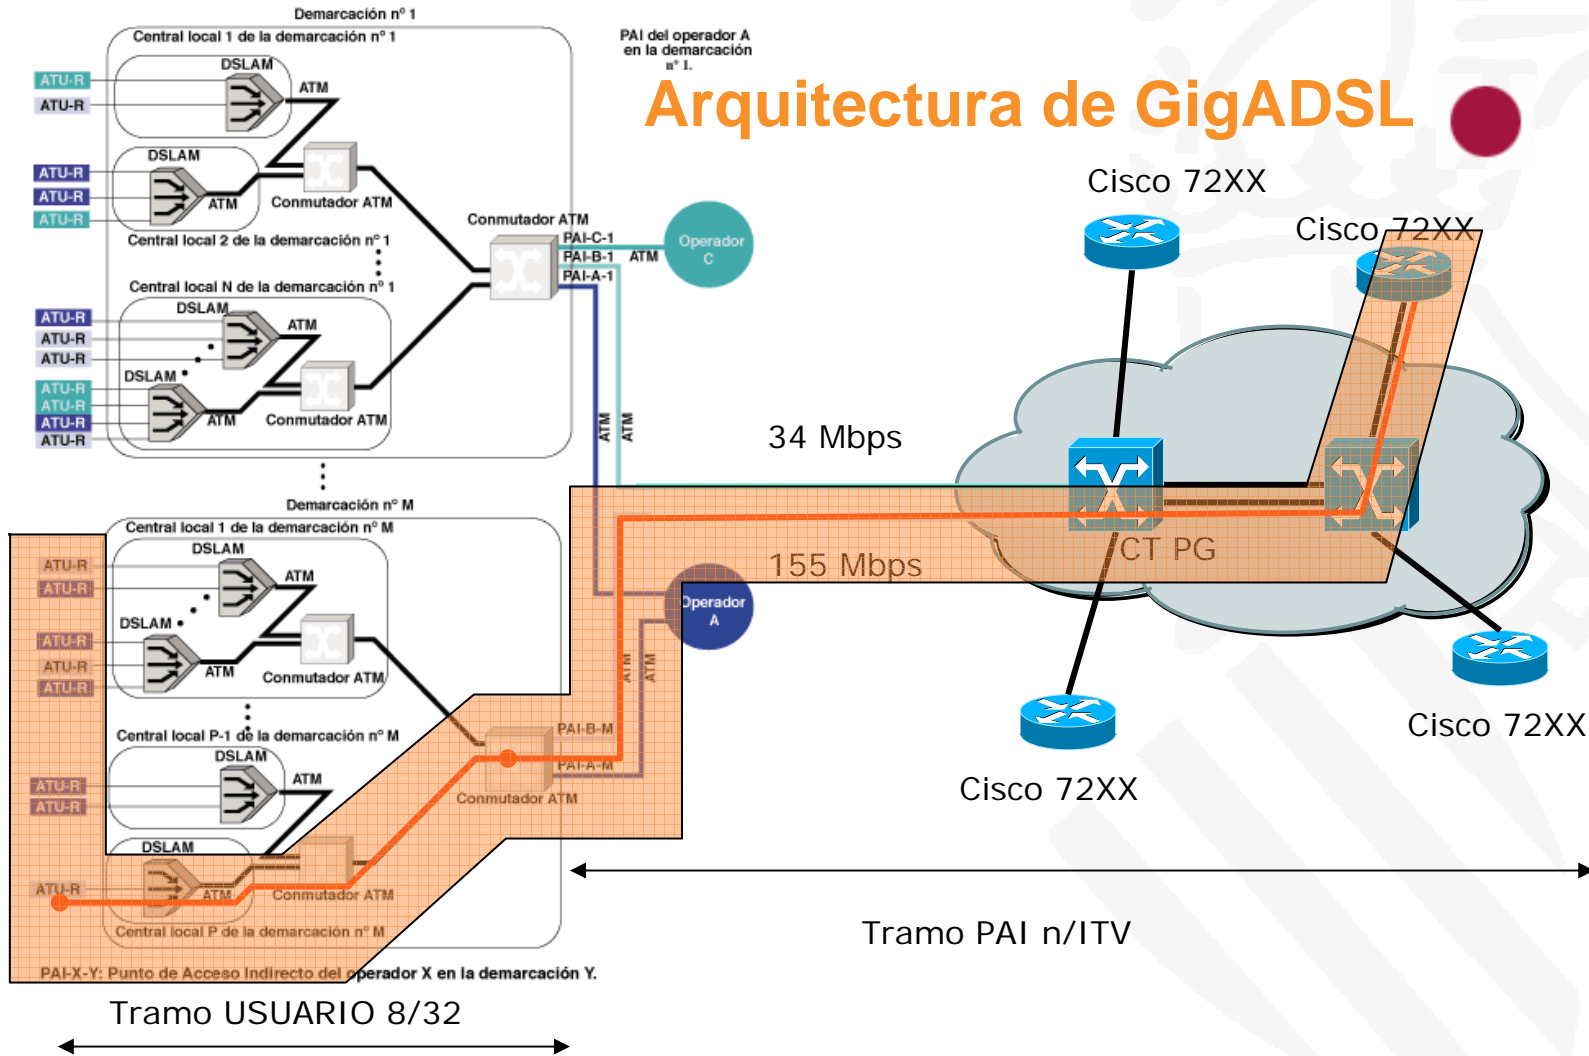 Demarcación nº 1
Central local 1 de la demarcación nº 1
PAI del operador A
en la demarcación
nº 1.
Arquitectura de GigADSL
DSLAM
ATM
ATU-R
ATU-R
DSLAM
ATU-R
ATU-R
ATU-R
ATM
Conmutador ATM
Central local 2 de la demarcación nº 1
Conmutador ATM
PAI-C-1
PAI-B-1
PAI-A-1
ATM
Operador
C
Cisco 72XX
Cisco 72XX
Central local N de la demarcación nº 1
DSLAM
ATM
ATU-R
ATU-R
ATU-R
DSLAM
ATU-R
ATU-R
ATU-R
ATU-R
ATM
Conmutador ATM
ATM
ATM
34 Mbps
Demarcación nº M
Central local 1 de la demarcación nº M
DSLAM
ATM
ATU-R
ATU-R
DSLAM
ATU-R
ATU-R
ATU-R
ATM
Conmutador ATM
155 Mbps
CT PG
Operador
A
ATM
ATM
Central local P-1 de la demarcación nº M
DSLAM
ATM
ATU-R
ATU-R
PAI-B-M
PAI-A-M
Conmutador ATM
Cisco 72XX
Cisco 72XX
DSLAM
ATU-R
ATM
Conmutador ATM
Central local P de la demarcación nº M
Tramo PAI n/ITV
PAI-X-Y: Punto de Acceso Indirecto del operador X en la demarcación Y.
Tramo USUARIO 8/32